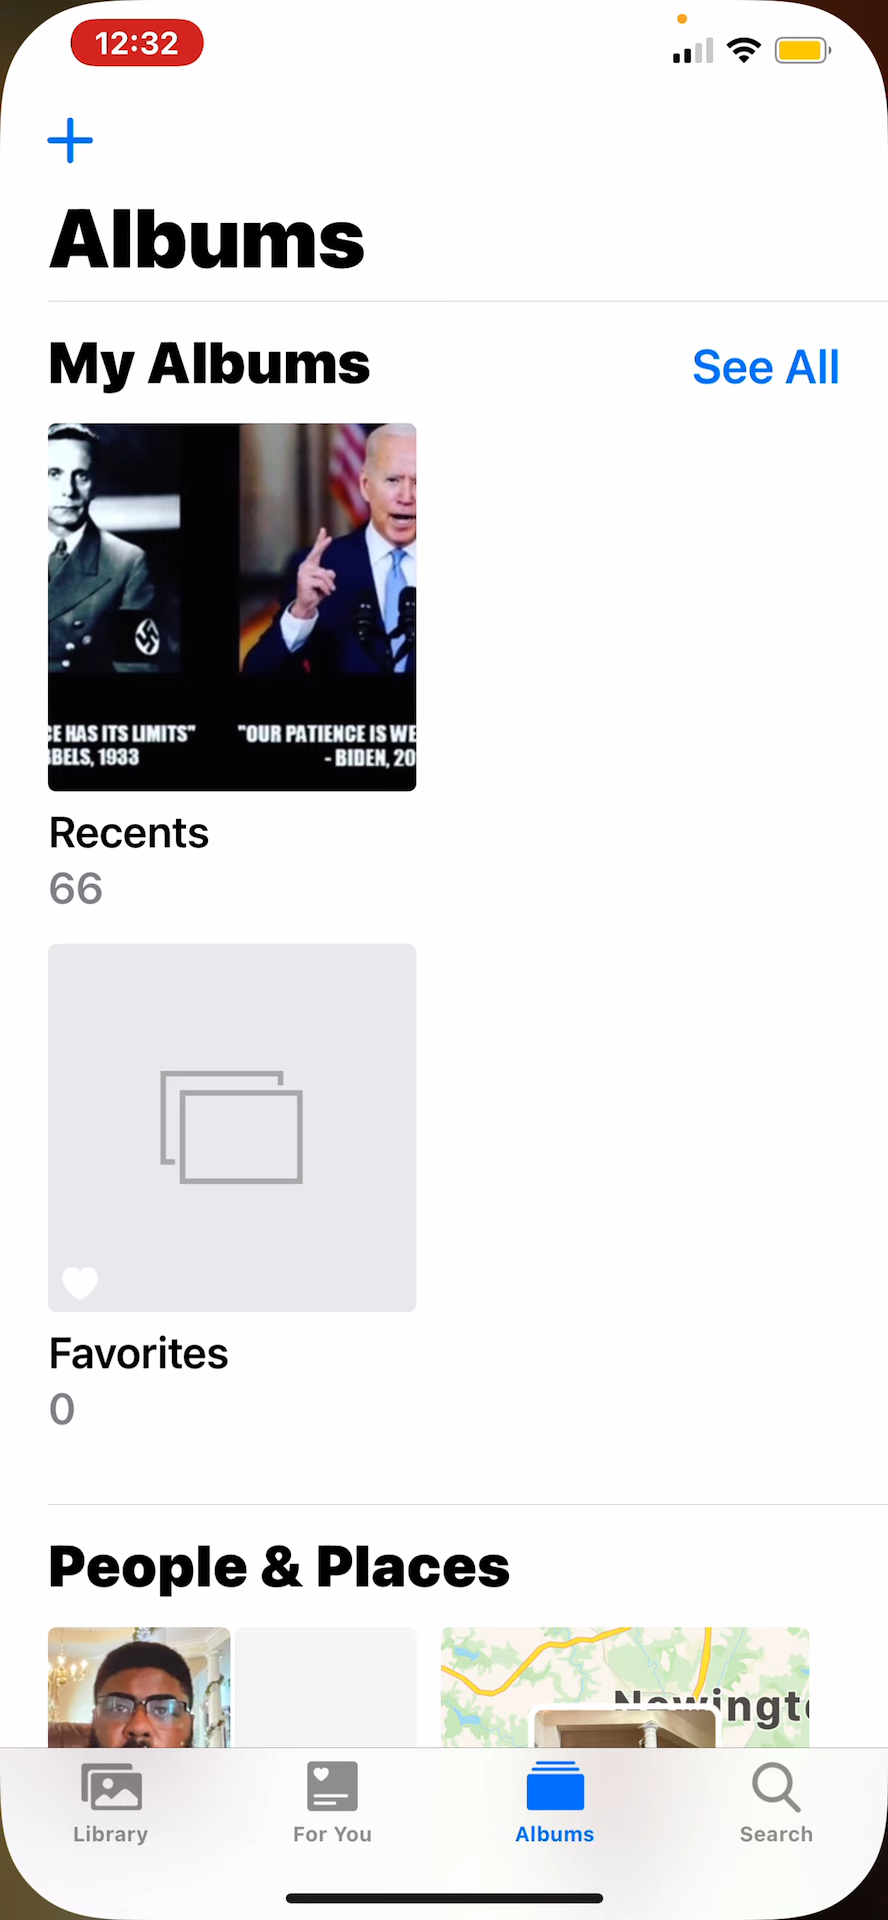 12:32
Albums
My Albums
See All
E HAS ITS LIMITS"
BELS, 1933
"OUR PATIENCE IS WE
- BIDEN, 20
Recents
66
Favorites
0
People & Places
Newingt
Library
For You
Albums
Search